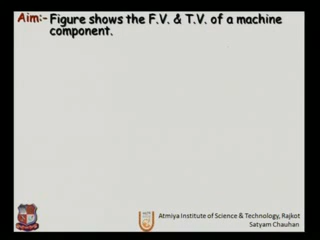 Aim:- Figure shows the F.V. & T.V. of a machine
component.
Atmiya Institute of Science & Technology, Rajkot
Satyam Chauhan